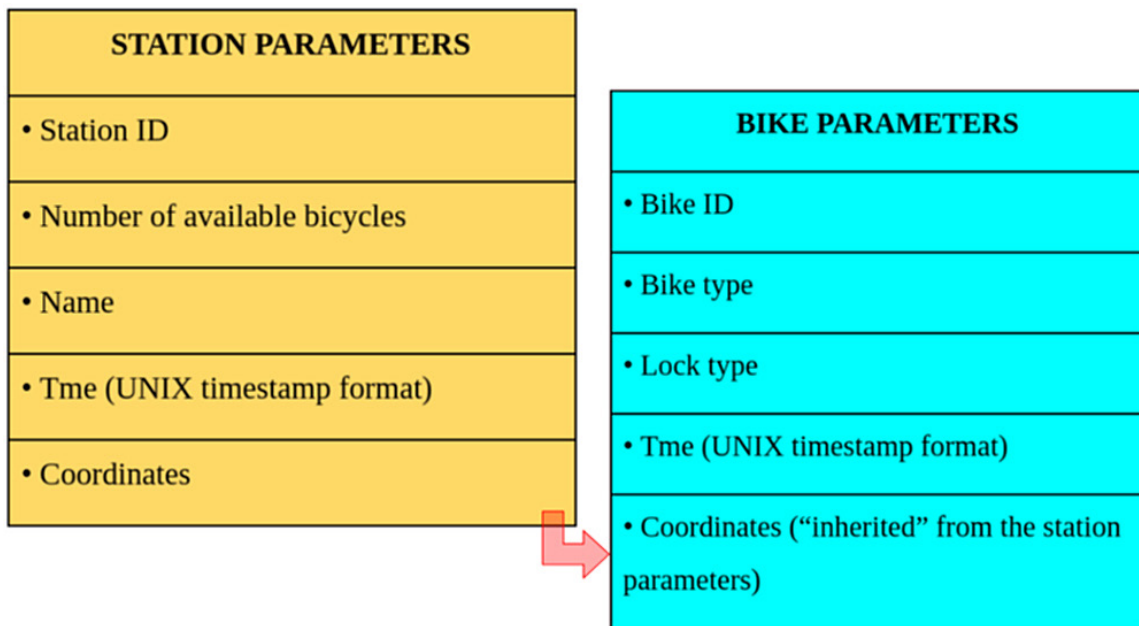 STATION PARAMETERS
• Station ID
• Number of available bicycles
• Name
• Tme (UNIX timestamp format)
• Coordinates
BIKE PARAMETERS
• Bike ID
• Bike type
• Lock type
• Tme (UNIX timestamp format)
• Coordinates (“inherited” from the station
parameters)